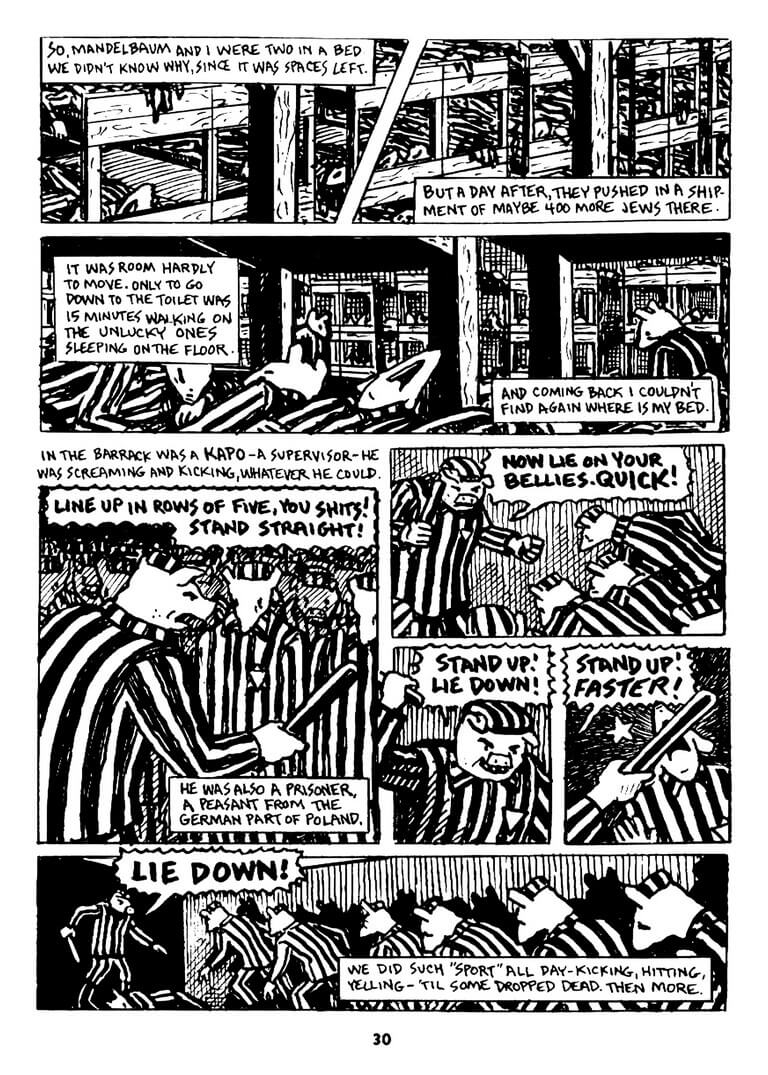 SO, MANDELBAUM AND I WERE TWO IN A BED
WE DIDN'T KNOW WHY, SINCE IT WAS SPACES LEFT.
BUT A DAY AFTER, THEY PUSHED IN A SHIP-
MENT OF MAYBE 400 MORE JEWS THERE.
IT WAS ROOM HARDLY
TO MOVE. ONLY TO GO
DOWN TO THE TOILET WAS
15 MINUTES WALKING ON
THE UNLUCKY ONES
SLEEPING ON THE FLOOR.
AND COMING BACK I COULDN'T
FIND AGAIN WHERE IS MY BED.
IN THE BARRACK WAS A KAPO-A SUPERVISOR-HE
WAS SCREAMING AND KICKING, WHATEVER HE COULD.
LINE UP IN ROWS OF FIVE, YOU SHITS!
STAND STRAIGHT!
HE WAS ALSO A PRISONER,
A PEASANT FROM THE
GERMAN PART OF POLAND.
NOW LIE ON YOUR
BELLIES. QUICK!
STAND UP!
LIE DOWN!
STAND UP!
FASTER!
LIE DOWN!
WE DID SUCH "SPORT" ALL DAY-KICKING, HITTING,
YELLING-'TIL SOME DROPPED DEAD. THEN MORE.
30